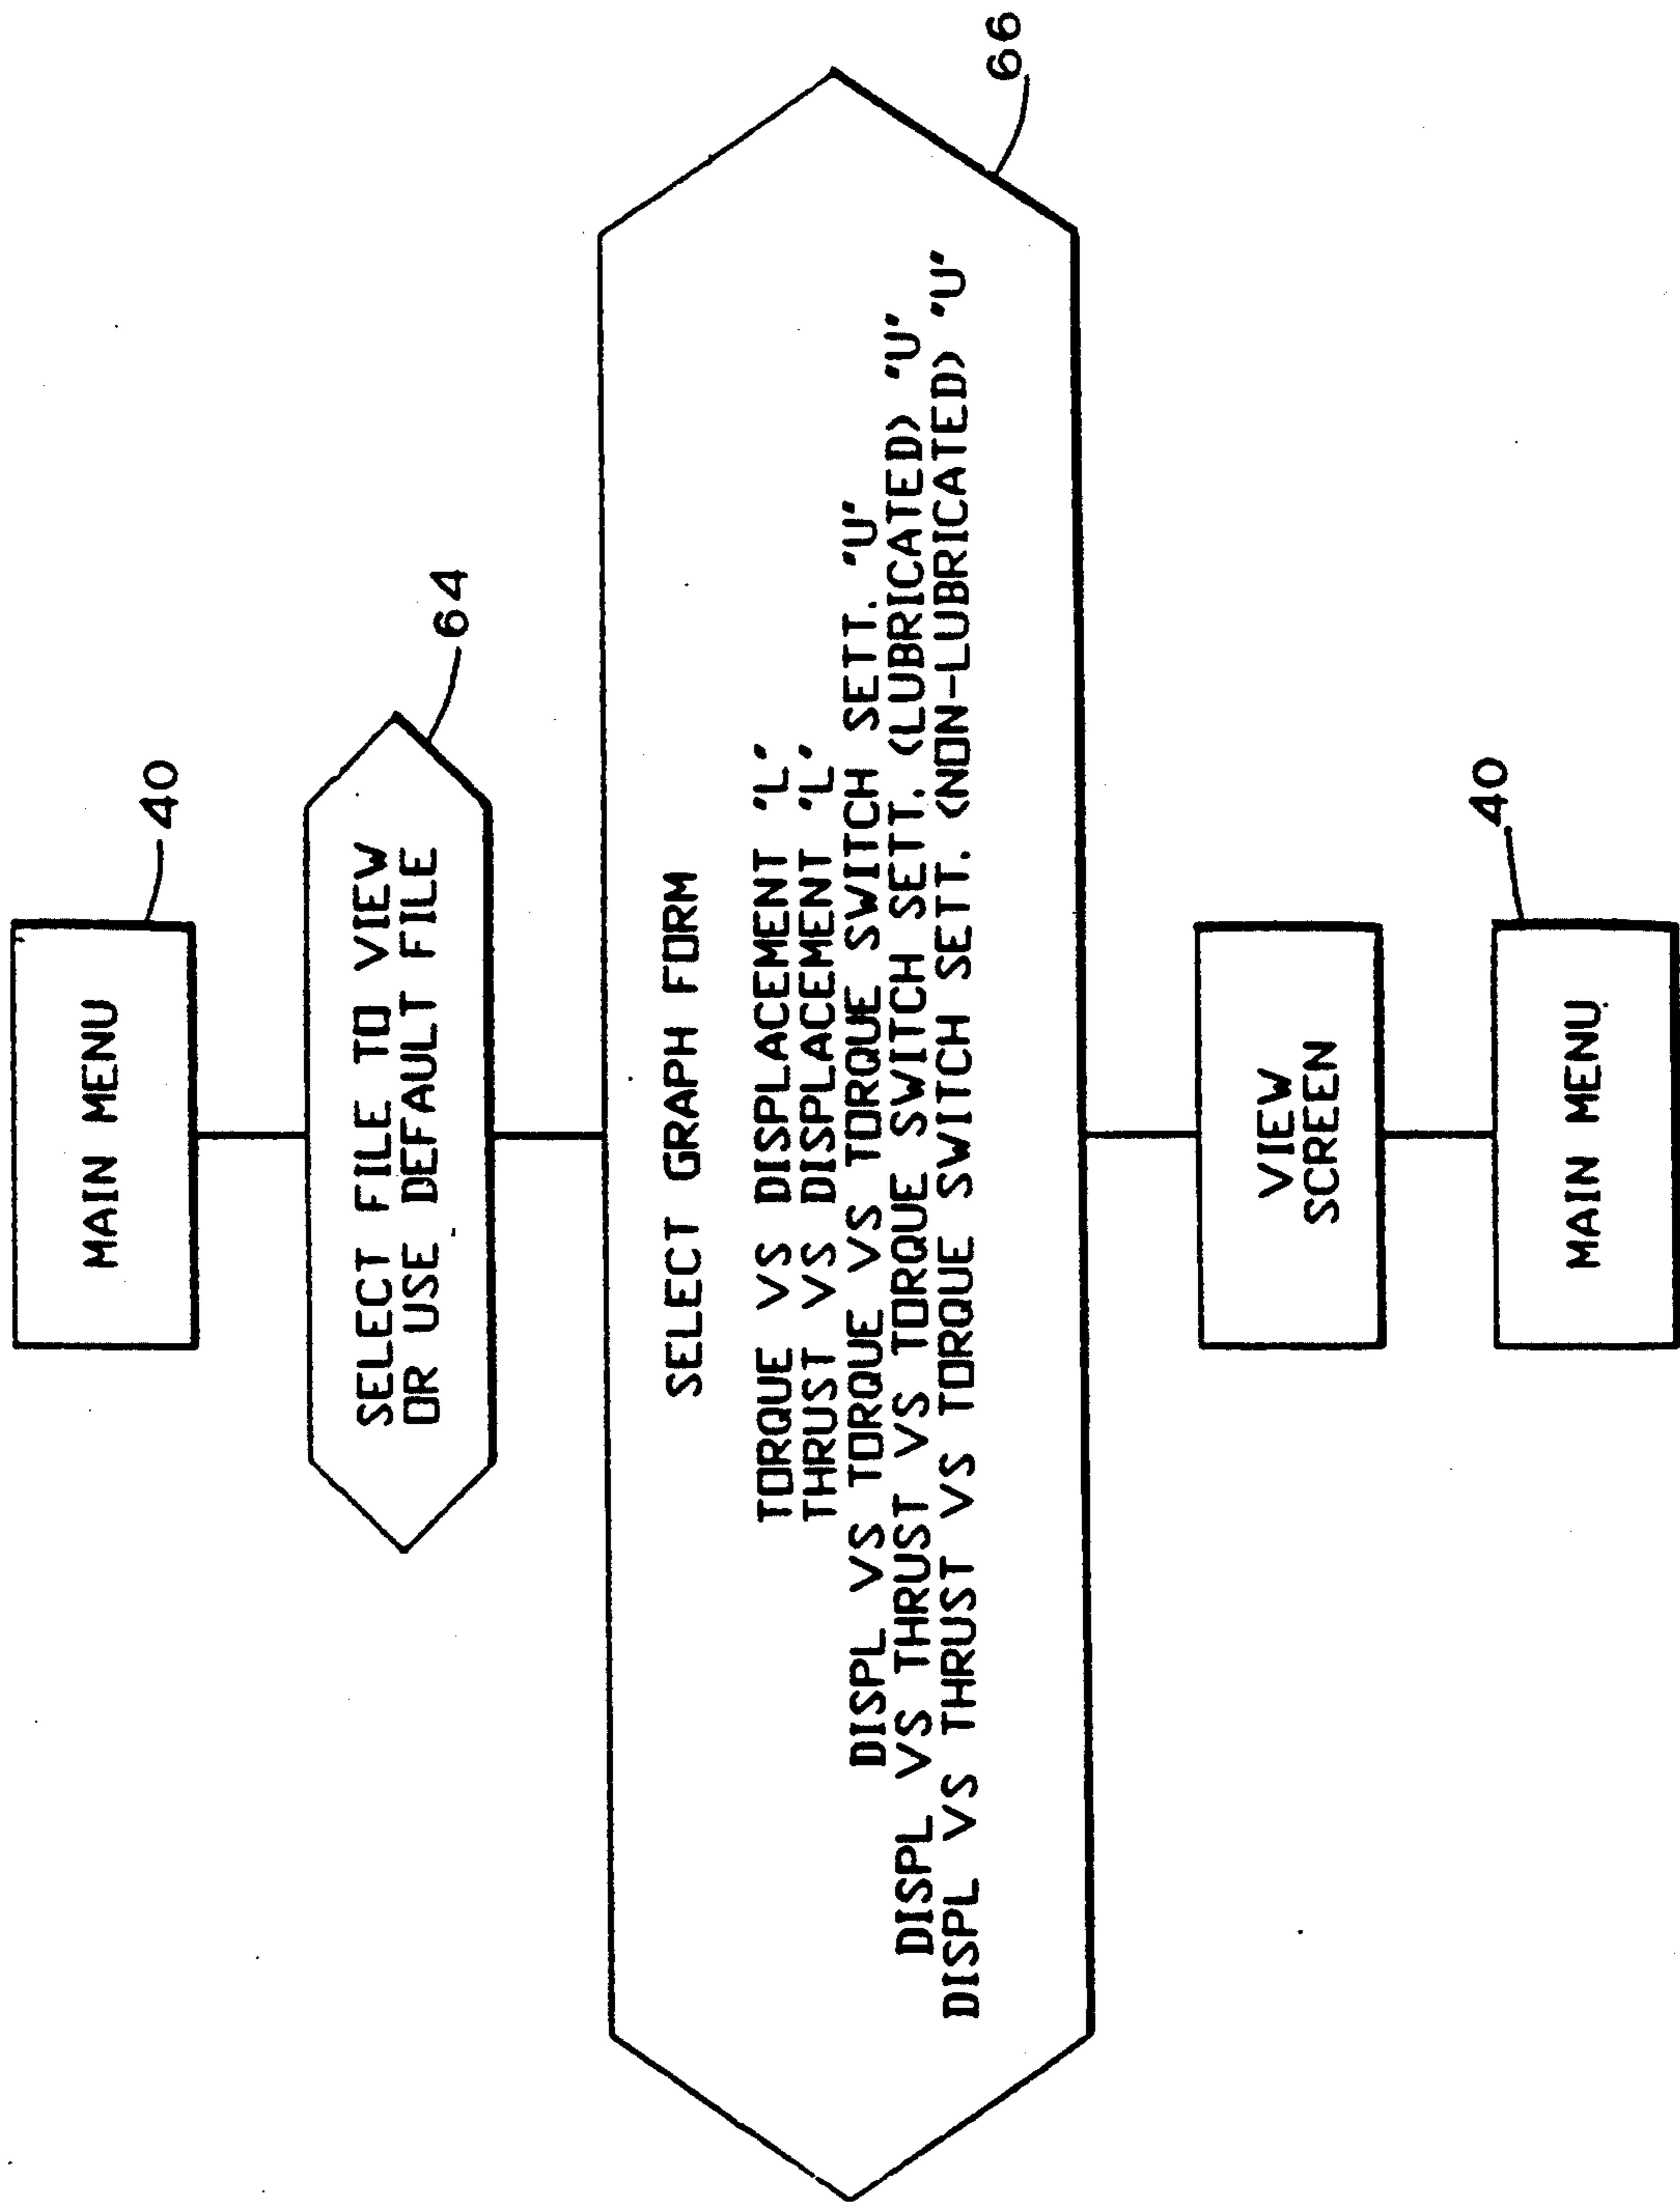 MAIN MENU
40
SELECT FILE TO VIEW
OR USE DEFAULT FILE
64
SELECT GRAPH FORM
TORQUE VS DISPLACEMENT 'L'
THRUST VS DISPLACEMENT 'L'
DISPL VS TORQUE VS TORQUE SWITCH SETT. 'U'
DISPL VS THRUST VS TORQUE SWITCH SETT. (LUBRICATED) 'U'
DISPL VS THRUST VS TORQUE SWITCH SETT. (NON-LUBRICATED) 'U'
66
VIEW
SCREEN
MAIN MENU
40